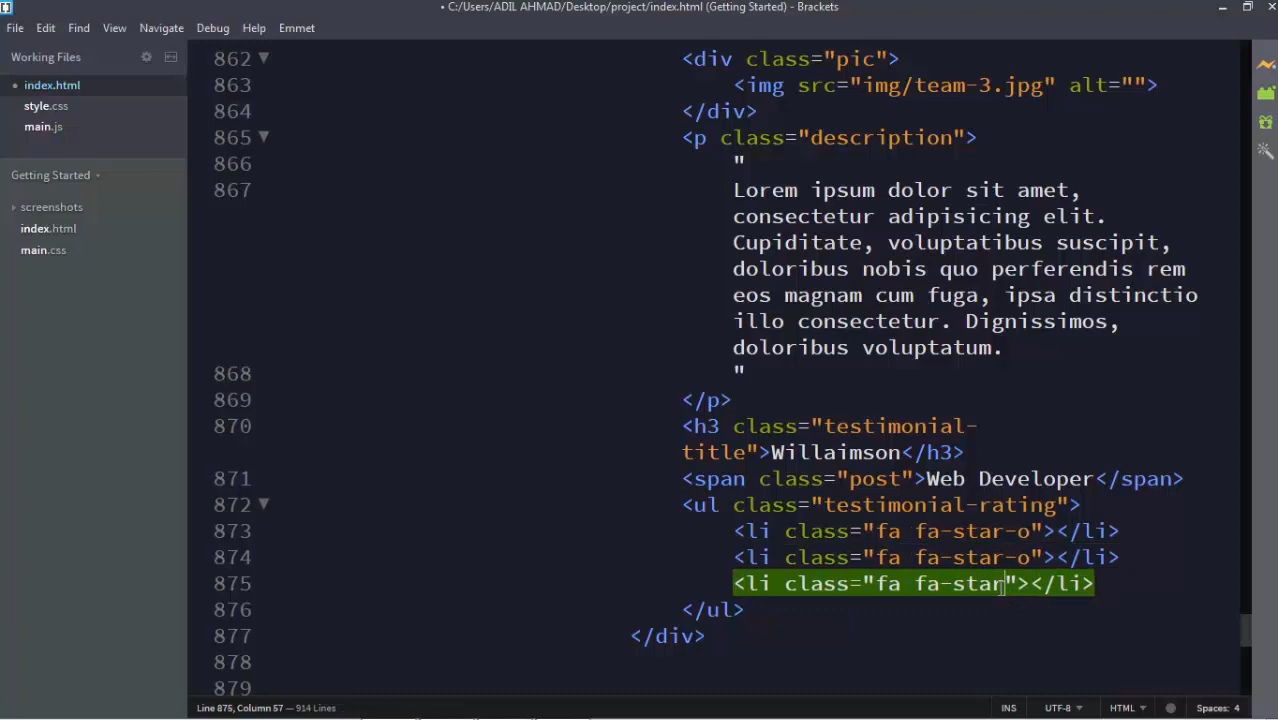 • C:/Users/ADIL AHMAD/Desktop/project/index.html (Getting Started) - Brackets
File Edit Find View Navigate Debug Help Emmet
Working Files
index.html
style.css
main.js
Getting Started
screenshots
index.html
main.css
862 <div class="pic">
863 <img src="img/team-3.jpg" alt="">
864 </div>
865 <p class="description">
866 "
867 Lorem ipsum dolor sit amet,
consectetur adipisicing elit.
Cupiditate, voluptatibus suscipit,
doloribus nobis quo perferendis rem
eos magnam cum fuga, ipsa distinctio
illo consectetur. Dignissimos,
doloribus voluptatum.
868 "
869 </p>
870 <h3 class="testimonial-
title">Willaimson</h3>
871 <span class="post">Web Developer</span>
872 <ul class="testimonial-rating">
873 <li class="fa fa-star-o"></li>
874 <li class="fa fa-star-o"></li>
875 <li class="fa fa-star"></li>
876 </ul>
877 </div>
878
879
Line 875, Column 57 — 914 Lines INS UTF-8 HTML Spaces: 4